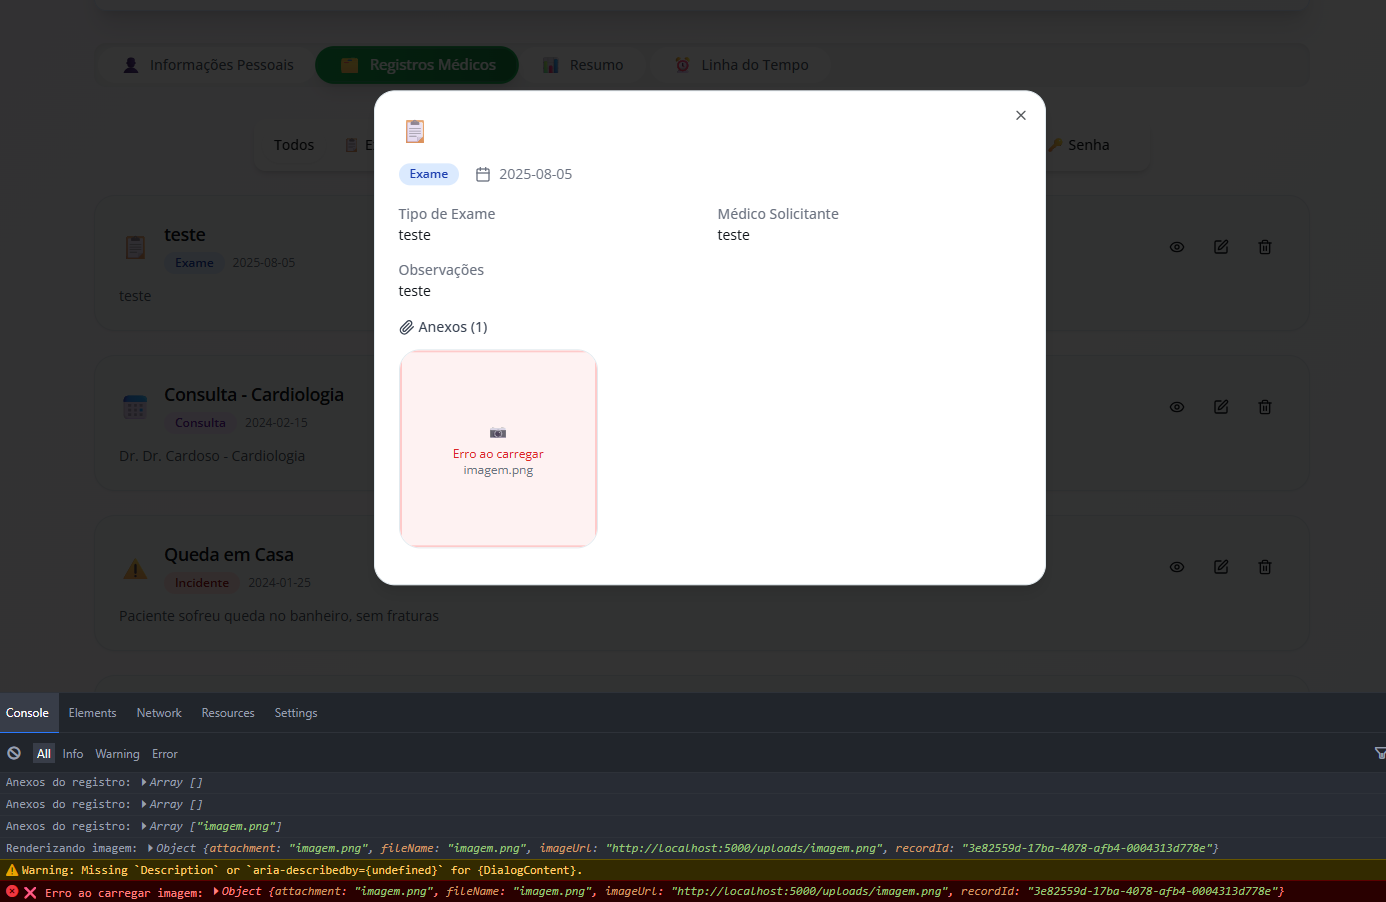 Informações Pessoais
Registros Médicos
Resumo
Linha do Tempo
Todos
E
Senha
Exame
2025-08-05
Tipo de Exame
teste
Médico Solicitante
teste
Observações
teste
Anexos (1)
Erro ao carregar
imagem.png
teste
Exame
2025-08-05
teste
Consulta - Cardiologia
Consulta
2024-02-15
Dr. Dr. Cardoso - Cardiologia
Queda em Casa
Incidente
2024-01-25
Paciente sofreu queda no banheiro, sem fraturas
Console Elements Network Resources Settings
All Info Warning Error
Anexos do registro: Array []
Anexos do registro: Array []
Anexos do registro: Array ["imagem.png"]
Renderizando imagem: Object {attachment: "imagem.png", fileName: "imagem.png", imageUrl: "http://localhost:5000/uploads/imagem.png", recordId: "3e82559d-17ba-4078-afb4-0004313d778e"}
Warning: Missing `Description` or `aria-describedby={undefined}` for {DialogContent}.
Erro ao carregar imagem: Object {attachment: "imagem.png", fileName: "imagem.png", imageUrl: "http://localhost:5000/uploads/imagem.png", recordId: "3e82559d-17ba-4078-afb4-0004313d778e"}